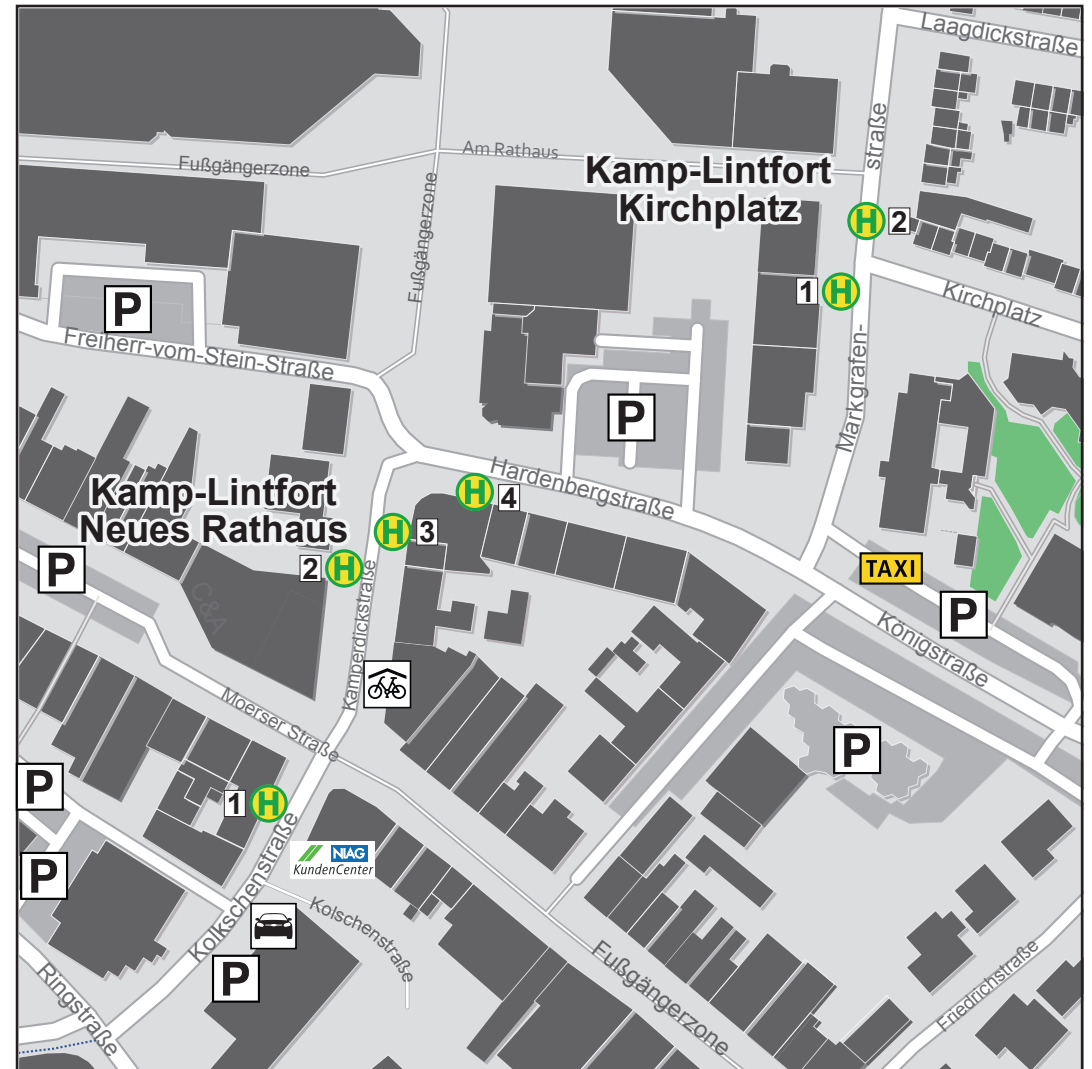 Laagdickstraße
Fußgängerzone
Am Rathaus
Kamp-Lintfort
Kirchplatz
straße
H 2
Fußgängerzone
1 H
Kirchplatz
P
Freiherr-vom-Stein-Straße
Markgrafen-
P
Hardenbergstraße
Kamp-Lintfort
Neues Rathaus
H 4
H 3
2 H
P
TAXI
C&A
P
Königstraße
Kamperdickstraße
Moerser Straße
P
P
1 H
NIAG
KundenCenter
P
Kolkschenstraße
Kolschenstraße
P
Fußgängerzone
Friedrichstraße
Ringstraße